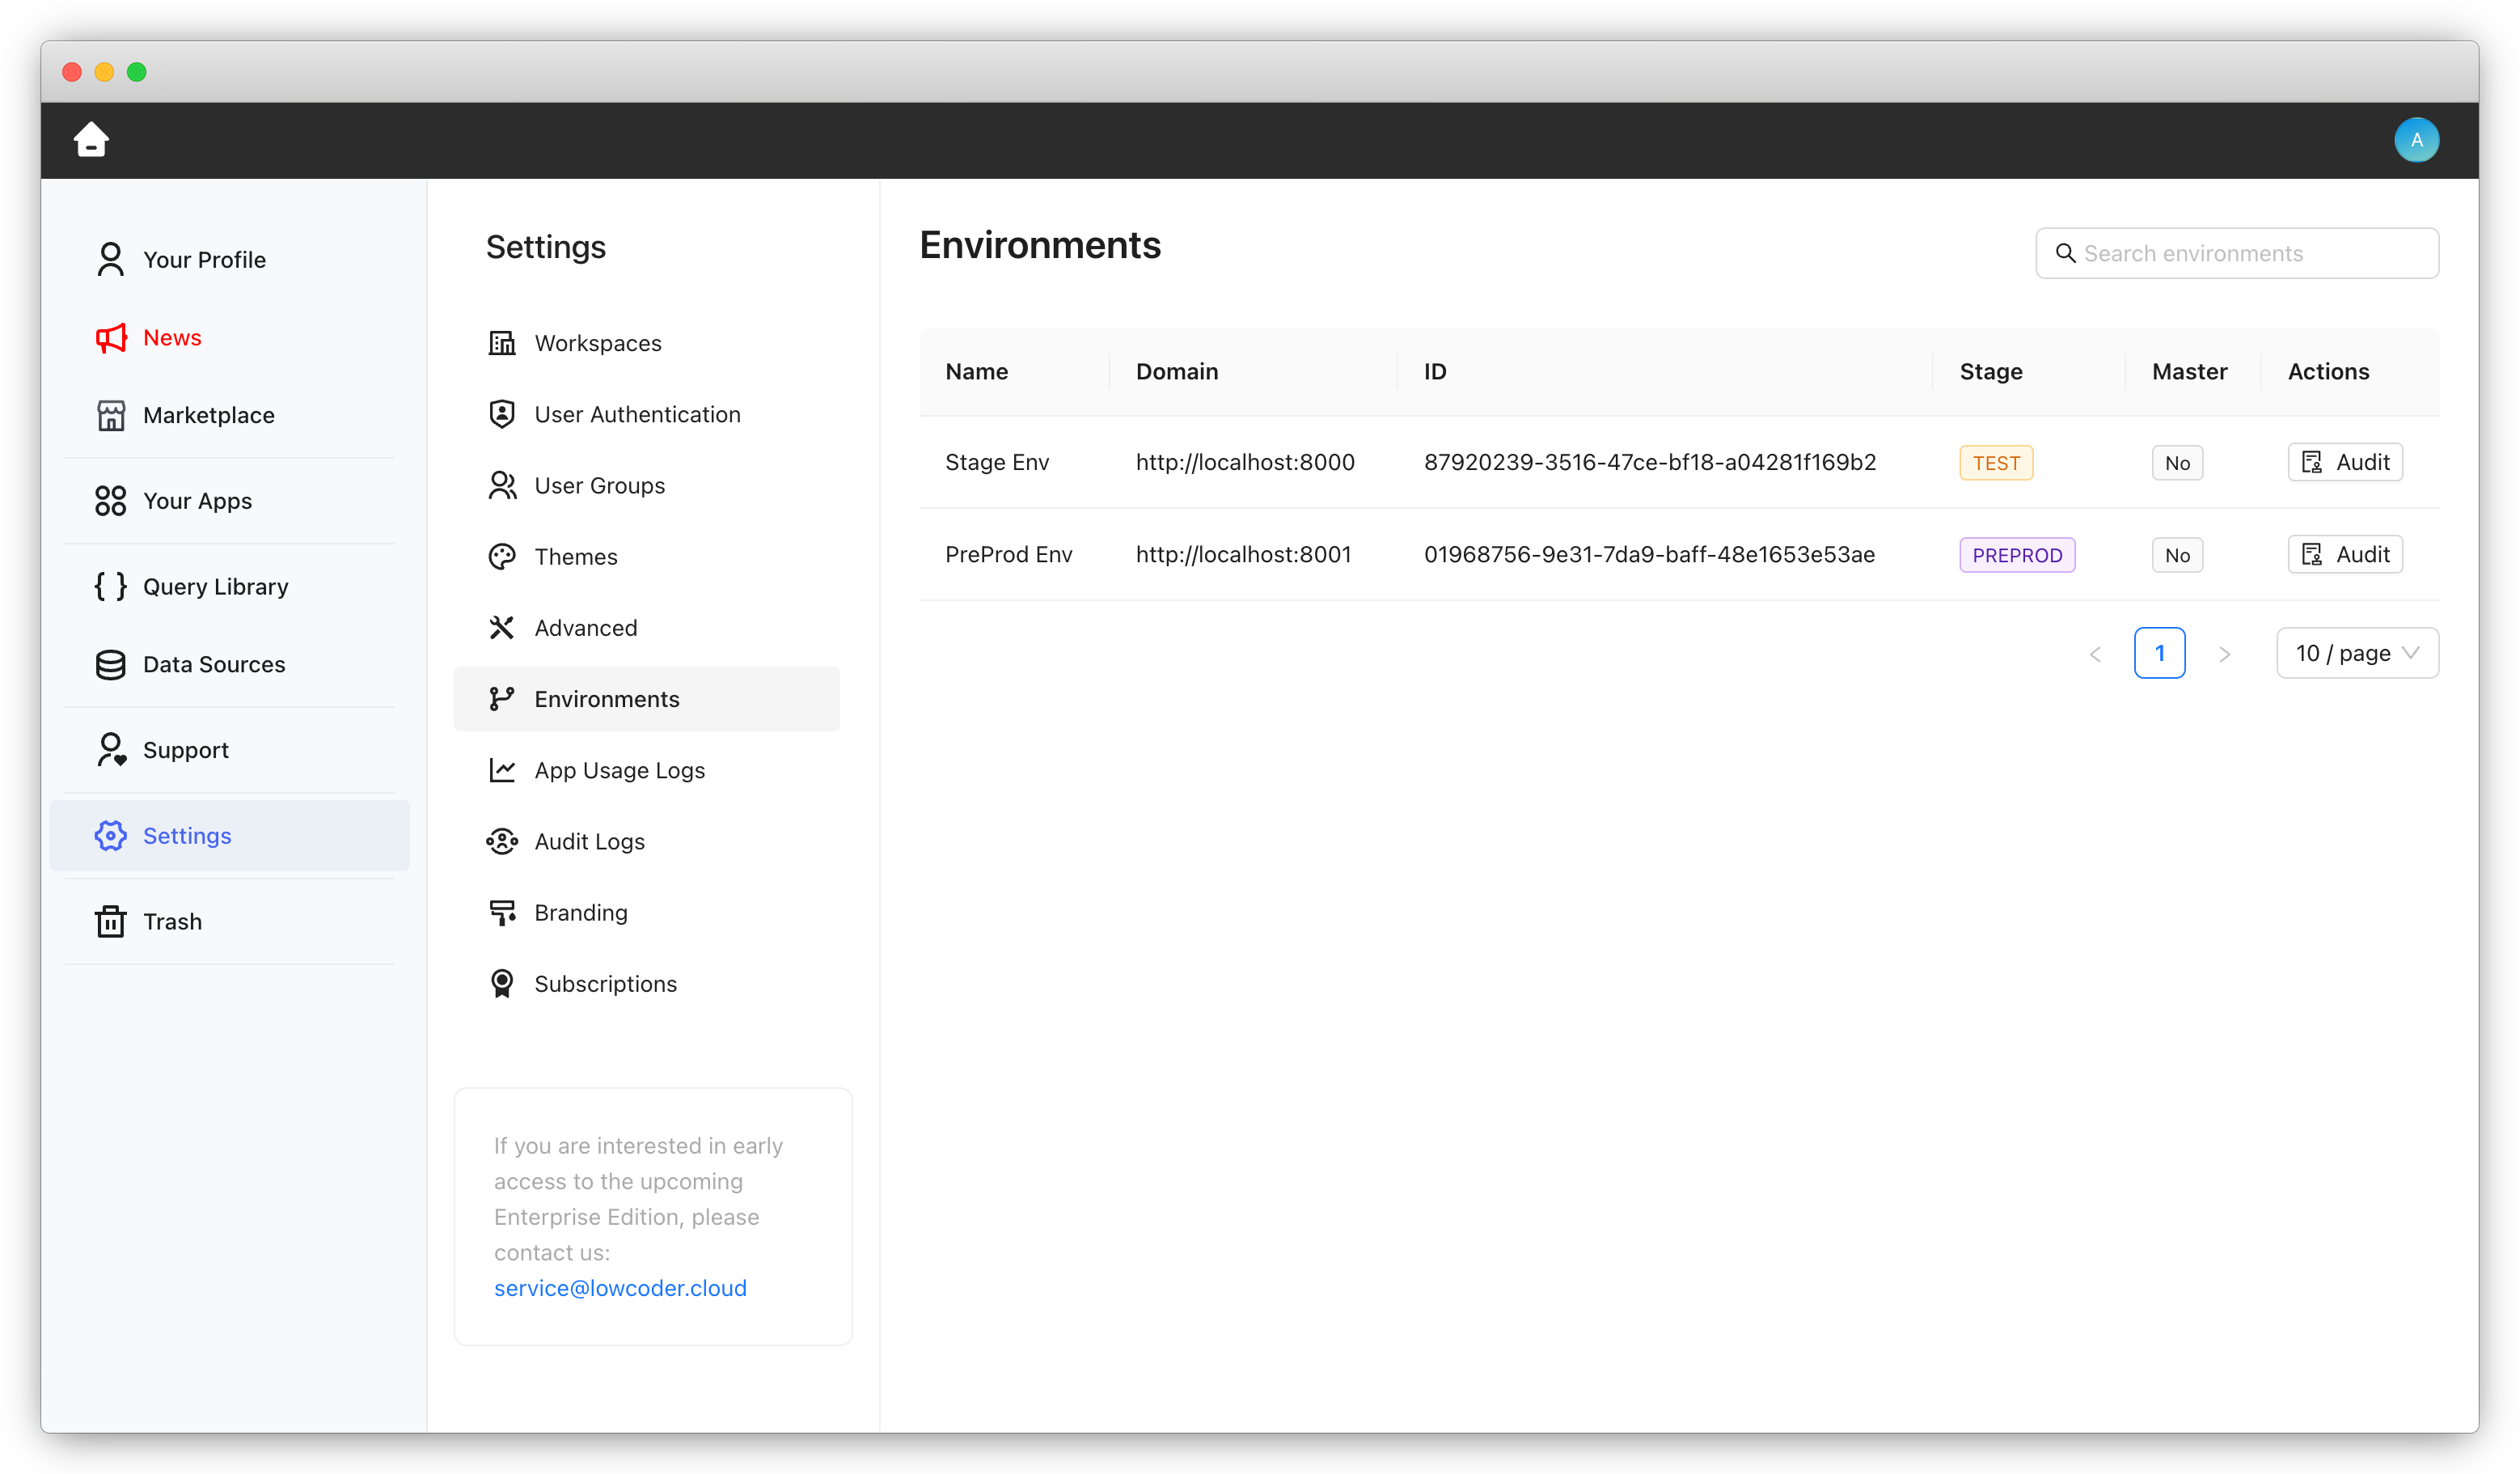 A
Your Profile
News
Marketplace
Your Apps
Query Library
Data Sources
Support
Settings
Trash
Settings
Workspaces
User Authentication
User Groups
Themes
Advanced
Environments
App Usage Logs
Audit Logs
Branding
Subscriptions
If you are interested in early
access to the upcoming
Enterprise Edition, please
contact us:
service@lowcoder.cloud
Environments
Search environments
Name Domain ID Stage Master Actions
Stage Env http://localhost:8000 87920239-3516-47ce-bf18-a04281f169b2 TEST No Audit
PreProd Env http://localhost:8001 01968756-9e31-7da9-baff-48e1653e53ae PREPROD No Audit
< 1 > 10 / page